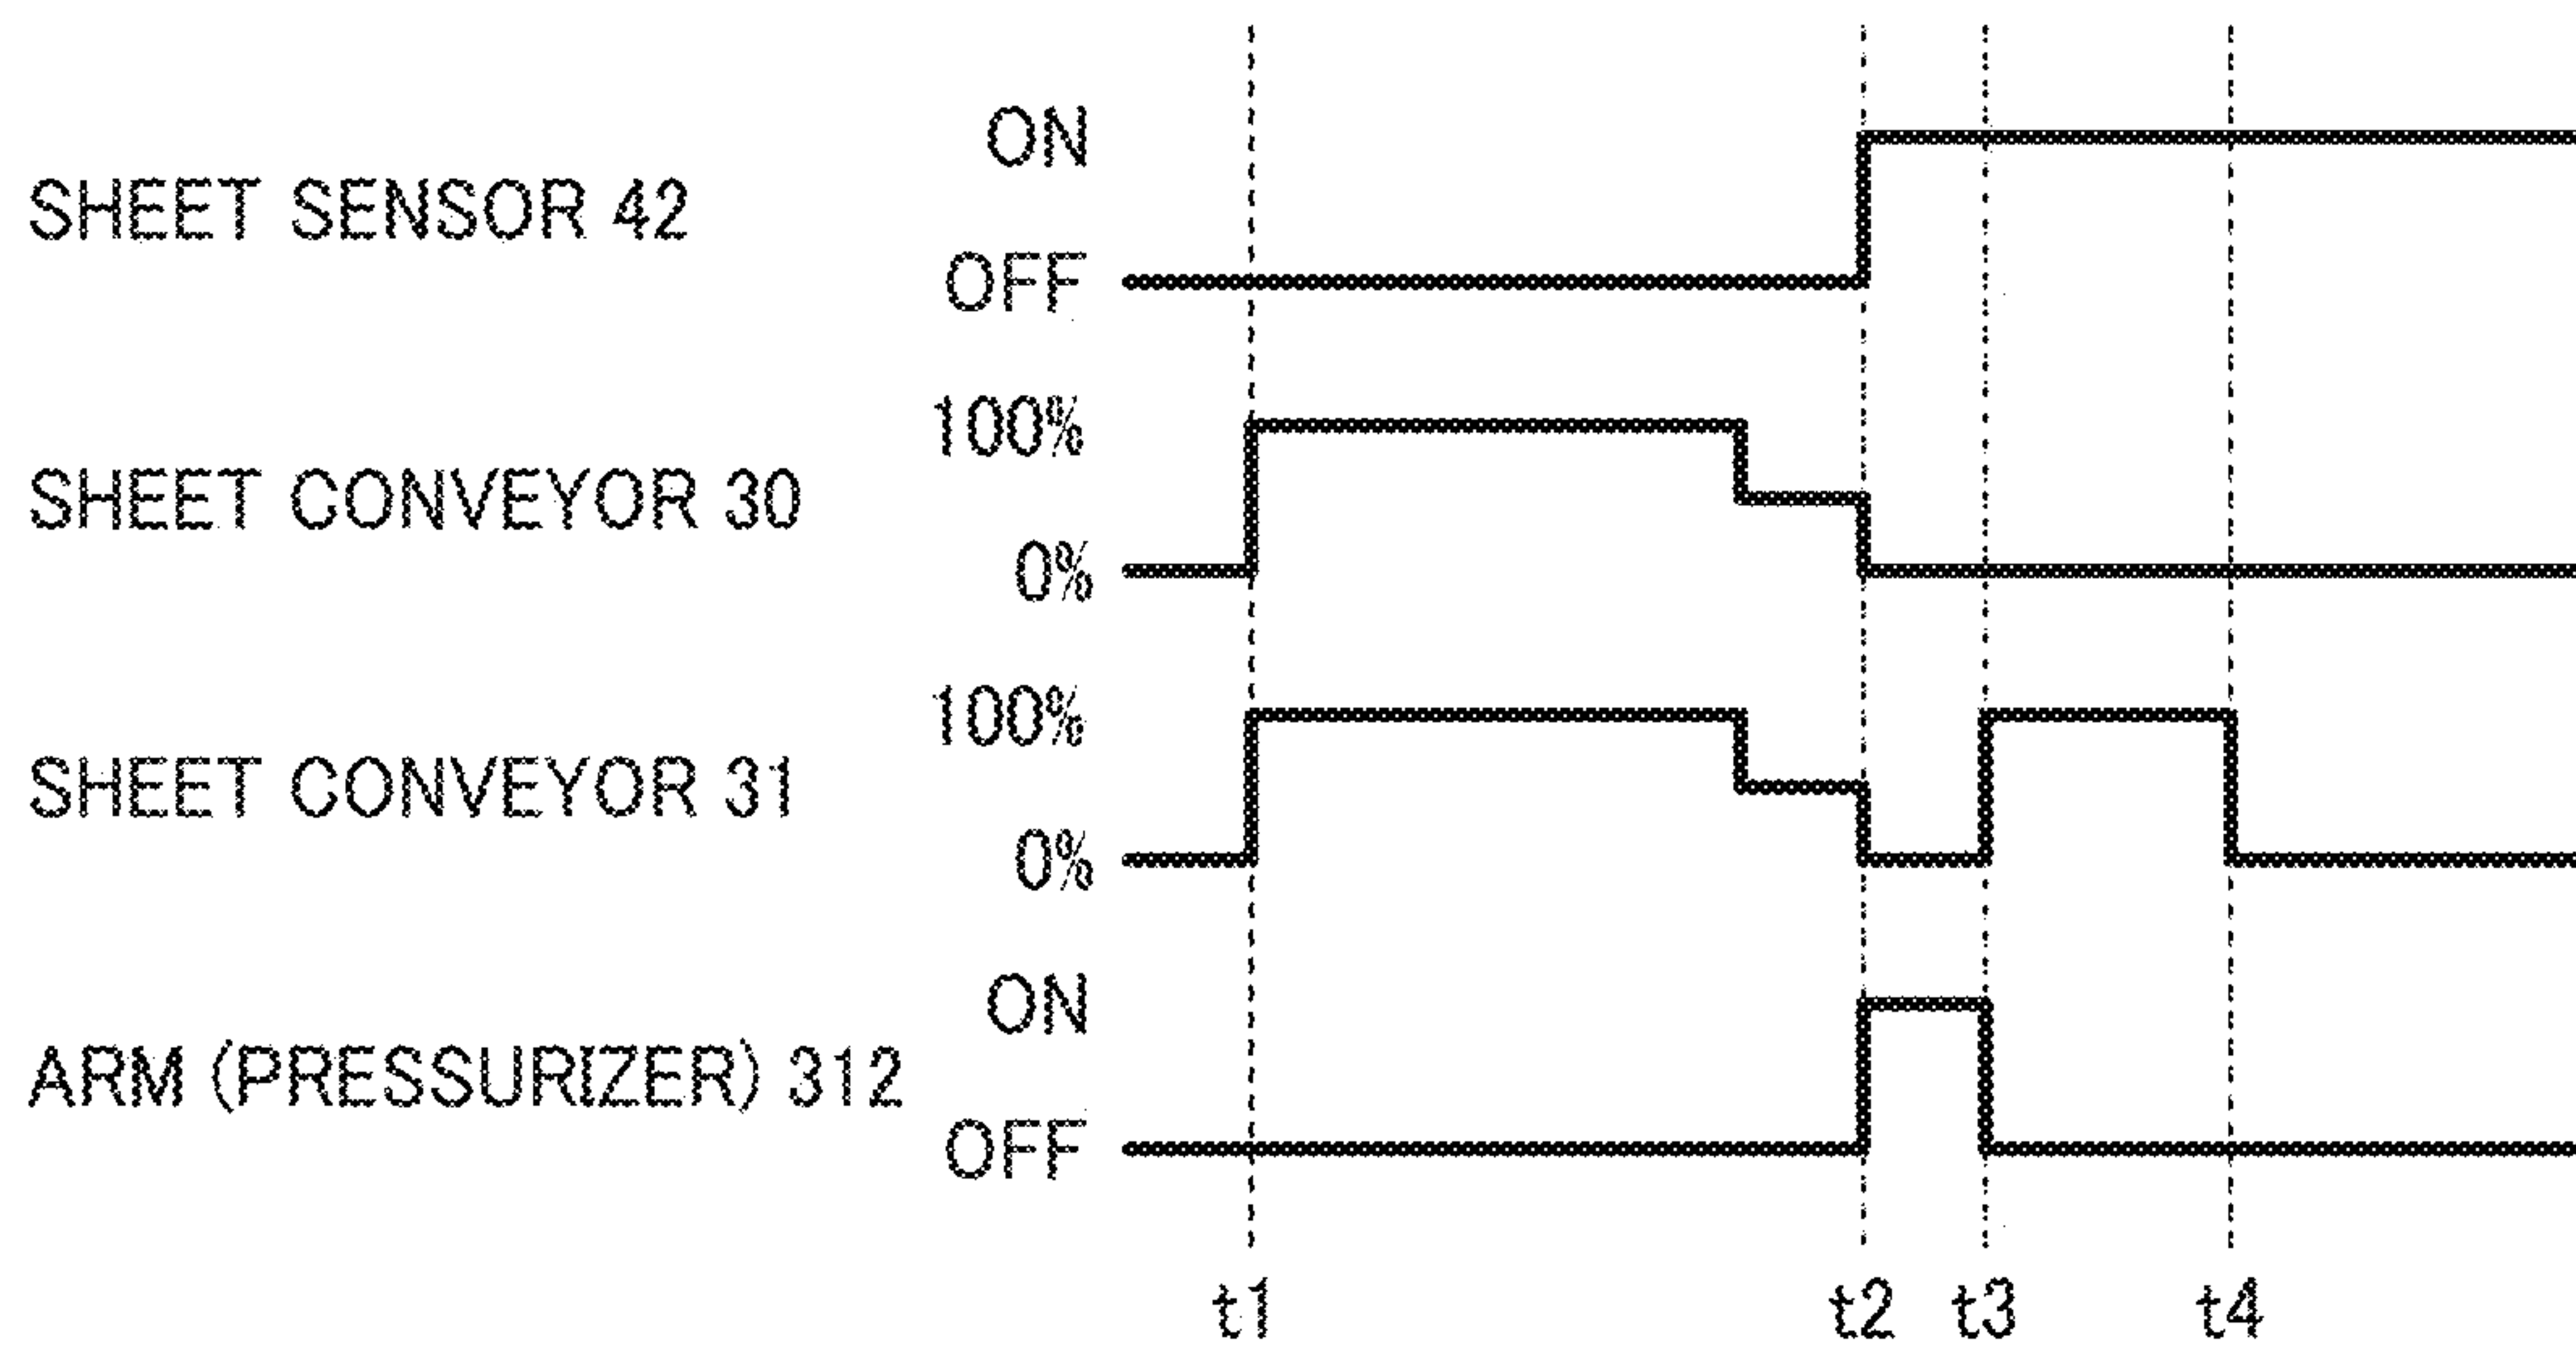 ON
SHEET SENSOR 42
OFF
100%
SHEET CONVEYOR 30
0%
100%
SHEET CONVEYOR 31
0%
ON
ARM (PRESSURIZER) 312
OFF
t1 t2 t3 t4